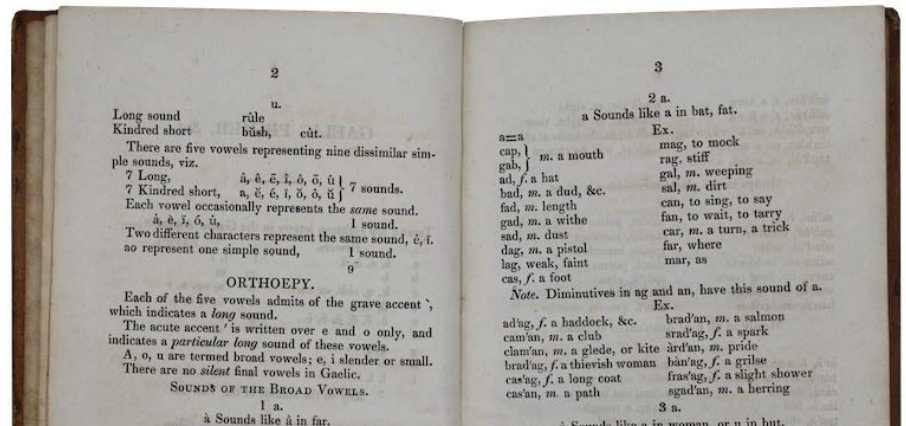 2
u.
Long sound rûle
Kindred short bŭsh, cŭt.
There are five vowels representing nine dissimilar sim-
ple sounds, viz.
7 Long, â, è, ē, î, ò, ō, û
7 Kindred short, a, ĕ, é, ĭ, ŏ, ò, ŭ } 7 sounds.
Each vowel occasionally represents the same sound.
à, è, ĭ, ó, ù, 1 sound.
Two different characters represent the same sound, é, ĭ.
ao represent one simple sound, 1 sound.
9
ORTHOEPY.
Each of the five vowels admits of the grave accent `,
which indicates a long sound.
The acute accent ' is written over e and o only, and
indicates a particular long sound of these vowels.
A, o, u are termed broad vowels; e, i slender or small.
There are no silent final vowels in Gaelic.
SOUNDS OF THE BROAD VOWELS.
1 a.
à Sounds like â in far.
3
2 a.
a Sounds like a in bat, fat.
Ex.
a=a
cap, } m. a mouth
gab,
ad, f. a hat
bad, m. a dud, &c.
fad, m. length
gad, m. a withe
sad, m. dust
dag, m. a pistol
lag, weak, faint
cas, f. a foot
mag, to mock
rag, stiff
gal, m. weeping
sal, m. dirt
can, to sing, to say
fan, to wait, to tarry
car, m. a turn, a trick
far, where
mar, as
Note. Diminutives in ag and an, have this sound of a.
Ex.
ad'ag, f. a haddock, &c.
cam'an, m. a club
clam'an, m. a glede, or kite
brad'ag, f. a thievish woman
cas'ag, f. a long coat
cas'an, m. a path
brad'an, m. a salmon
srad'ag, f. a spark
àrd'an, m. pride
bàn'ag, f. a grilse
fras'ag, f. a slight shower
sgad'an, m. a herring
3 a.
Sounds like a in woman, or u in but.